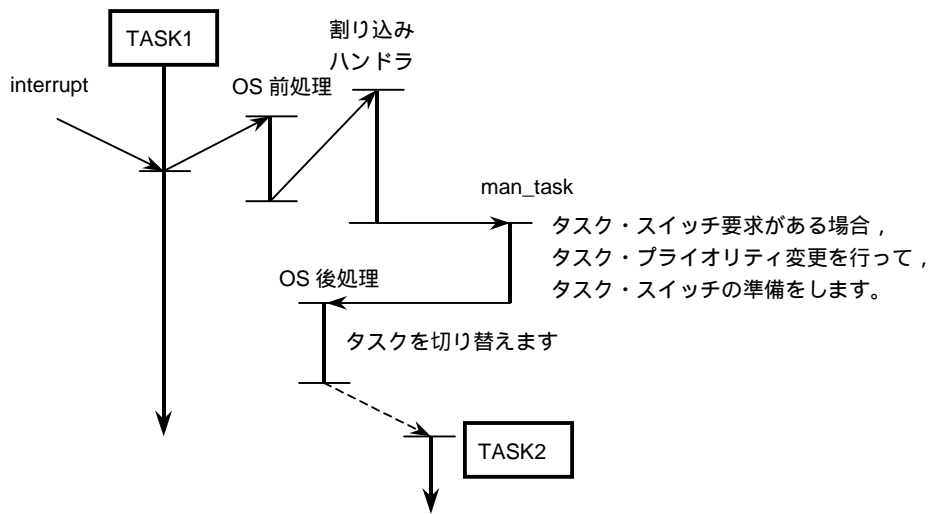 TASK1
割り込み
ハンドラ
interrupt
OS 前処理
man_task
タスク・スイッチ要求がある場合，
タスク・プライオリティ変更を行って，
タスク・スイッチの準備をします。
OS 後処理
タスクを切り替えます
TASK2